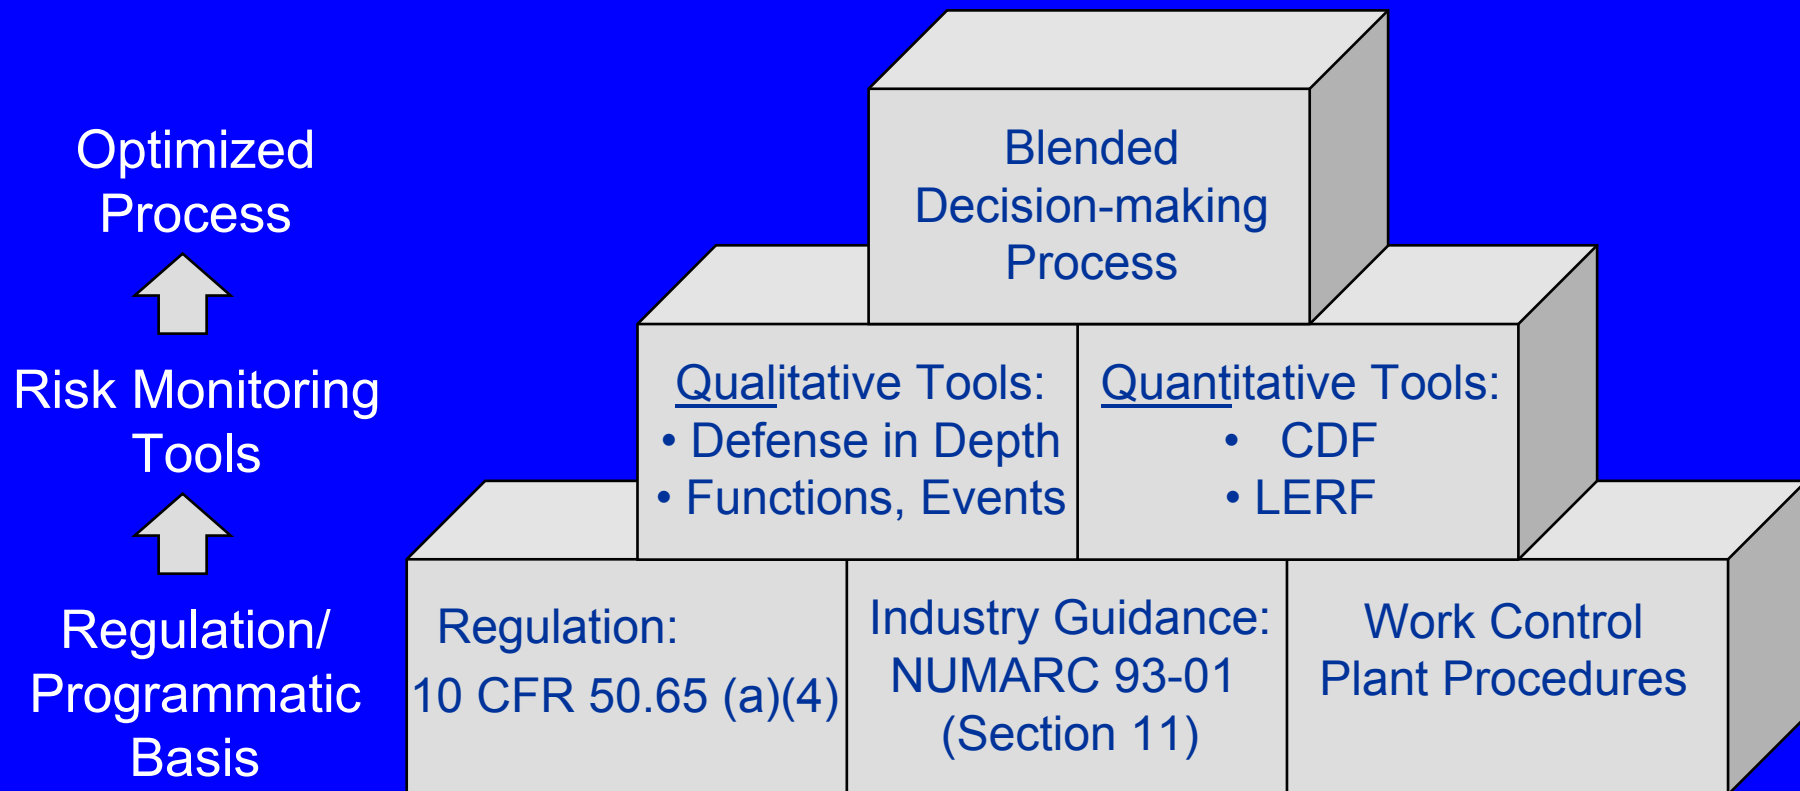 Optimized
Process
Risk Monitoring
Tools
Regulation/
Programmatic
Basis
Blended
Decision-making
Process
Qualitative Tools:
• Defense in Depth
• Functions, Events
Quantitative Tools:
• CDF
• LERF
Regulation:
10 CFR 50.65 (a)(4)
Industry Guidance:
NUMARC 93-01
(Section 11)
Work Control
Plant Procedures